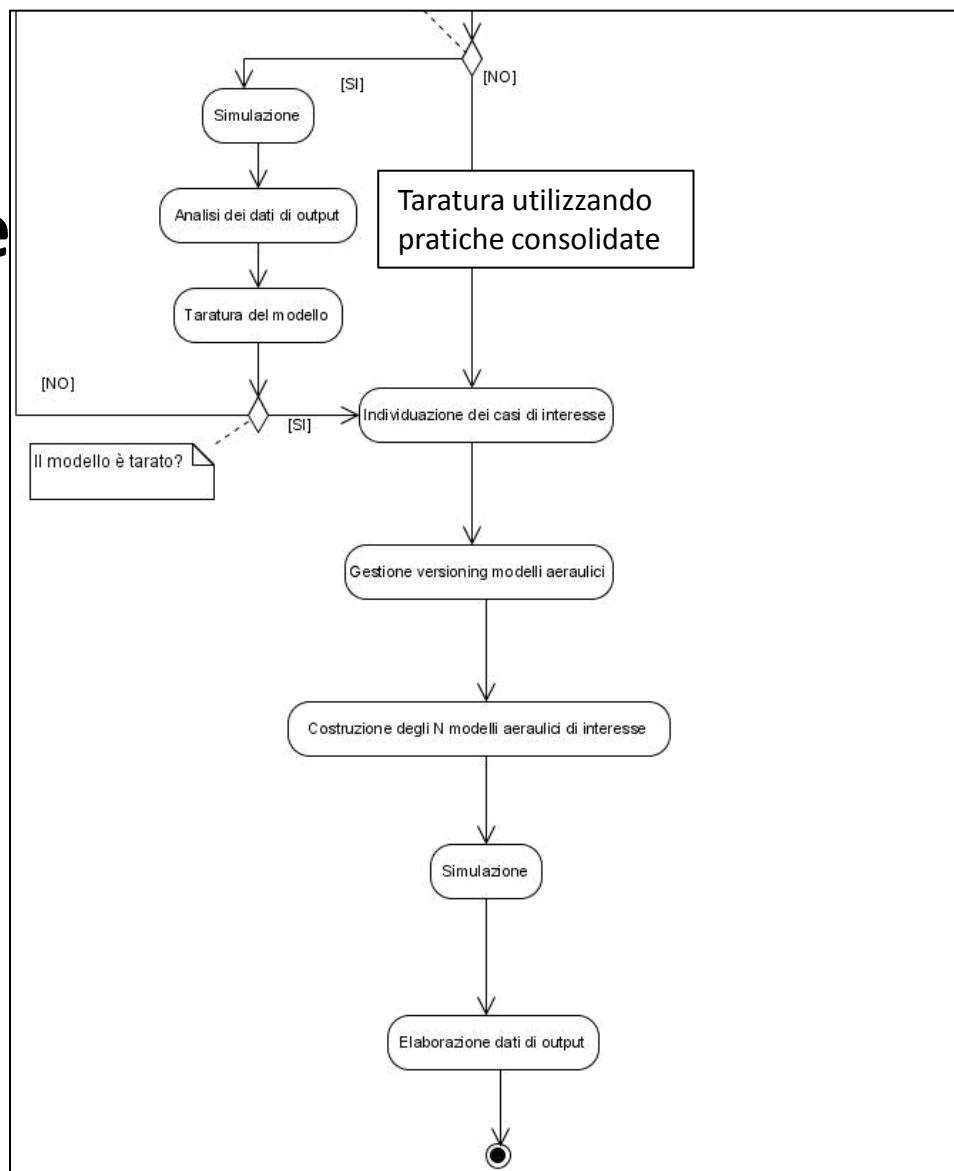 [SI]
[NO]
Simulazione
Taratura utilizzando
pratiche consolidate
Analisi dei dati di output
e
Taratura del modello
[NO]
[SI]
Individuazione dei casi di interesse
Il modello è tarato?
Gestione versioning modelli aeraulici
Costruzione degli N modelli aeraulici di interesse
Simulazione
Elaborazione dati di output